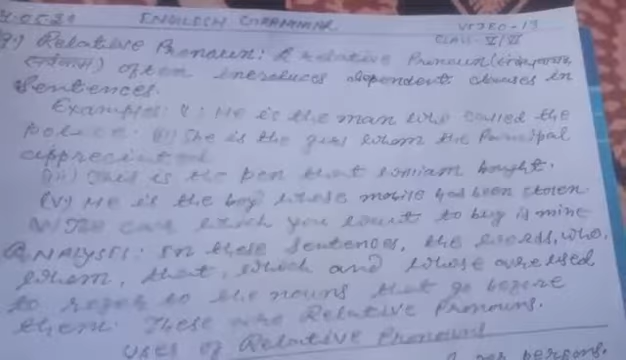 ENGLISH GRAMMAR VIDEO-13
CLASS-V/VI
Relative Pronoun: A relative Pronoun
often introduces dependent clauses in
Sentences.
Examples: He is the man who called the
police. (ii) She is the girl whom the Principal
appreciated
(iii) This is the pen that william bought.
(iv) He is the boy whose mobile has been stolen.
The car which you want to buy is mine
ANALYSIS: In these sentences, the words, who,
whom, that, which and whose are used
to refer to the nouns that go before
them. These are Relative Pronouns.
Uses of Relative Pronouns
persons.